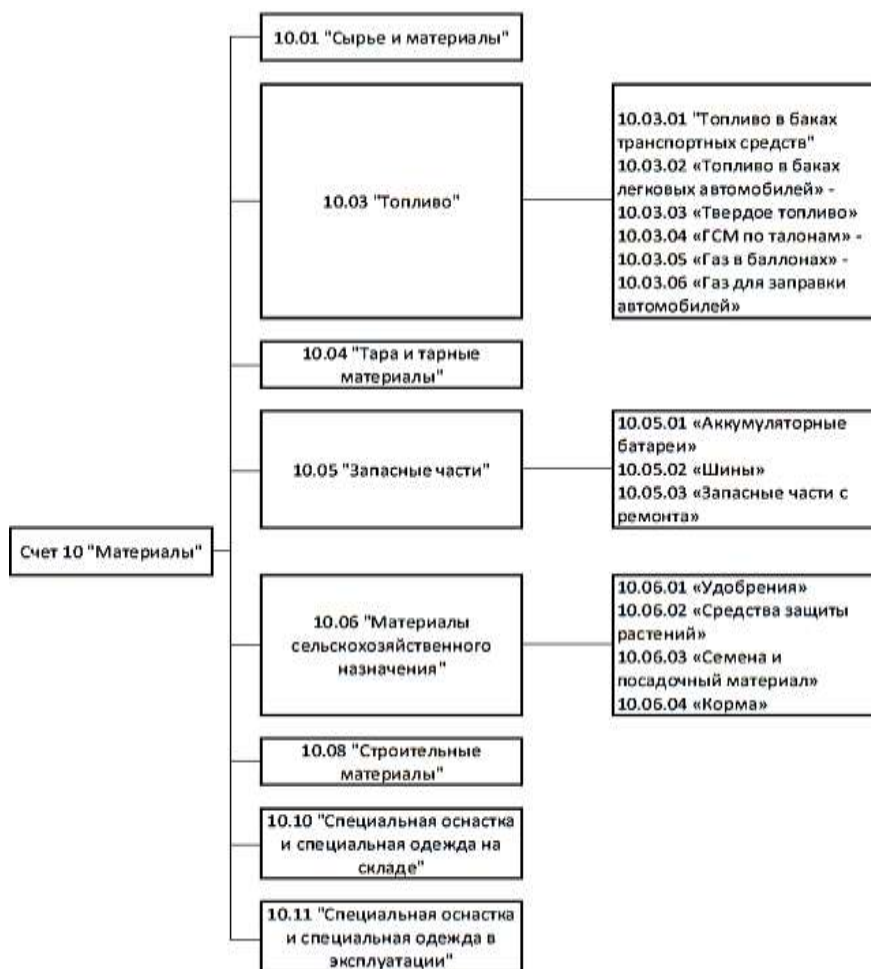 10.01 "Сырье и материалы"
10.03 "Топливо"
10.03.01 "Топливо в баках
транспортных средств"
10.03.02 «Топливо в баках
легковых автомобилей» -
10.03.03 «Твердое топливо»
10.03.04 «ГСМ по талонам» -
10.03.05 «Газ в баллонах» -
10.03.06 «Газ для заправки
автомобилей»
10.04 "Тара и тарные
материалы"
10.05 "Запасные части"
10.05.01 «Аккумуляторные
батареи»
10.05.02 «Шины»
10.05.03 «Запасные части с
ремонта»
Счет 10 "Материалы"
10.06 "Материалы
сельскохозяйственного
назначения"
10.06.01 «Удобрения»
10.06.02 «Средства защиты
растений»
10.06.03 «Семена и
посадочный материал»
10.06.04 «Корма»
10.08 "Строительные
материалы"
10.10 "Специальная оснастка
и специальная одежда на
складе"
10.11 "Специальная оснастка
и специальная одежда в
эксплуатации"